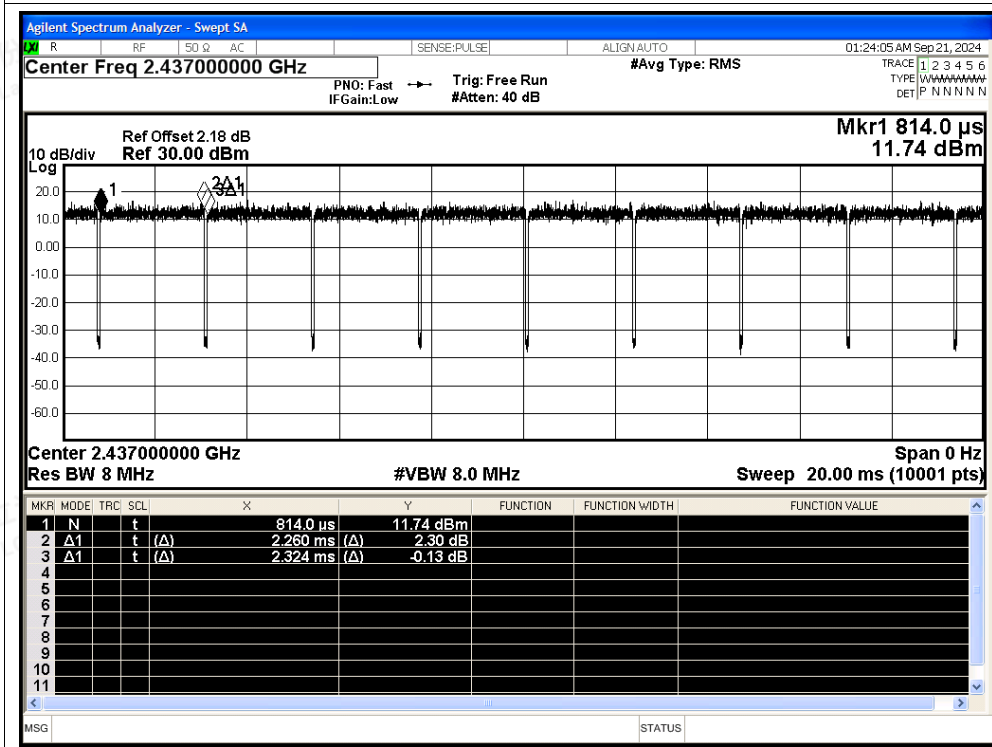 Agilent Spectrum Analyzer - Swept SA
LXI R RF 50 Ω AC SENSE:PULSE ALIGN AUTO 01:24:05 AM Sep 21, 2024
Center Freq 2.437000000 GHz #Avg Type: RMS TRACE 1 2 3 4 5 6
PNO: Fast Trig: Free Run TYPE
IFGain:Low #Atten: 40 dB DET P N N N N N
Mkr1 814.0 µs
11.74 dBm
Ref Offset 2.18 dB
10 dB/div Ref 30.00 dBm
Log
1 2Δ1
3Δ1
20.0
10.0
0.00
-10.0
-20.0
-30.0
-40.0
-50.0
-60.0
Center 2.437000000 GHz Span 0 Hz
Res BW 8 MHz #VBW 8.0 MHz Sweep 20.00 ms (10001 pts)
MKR MODE TRC SCL X Y FUNCTION FUNCTION WIDTH FUNCTION VALUE
1 N t 814.0 µs 11.74 dBm
2 Δ1 t (Δ) 2.260 ms (Δ) 2.30 dB
3 Δ1 t (Δ) 2.324 ms (Δ) -0.13 dB
4
5
6
7
8
9
10
11
MSG STATUS